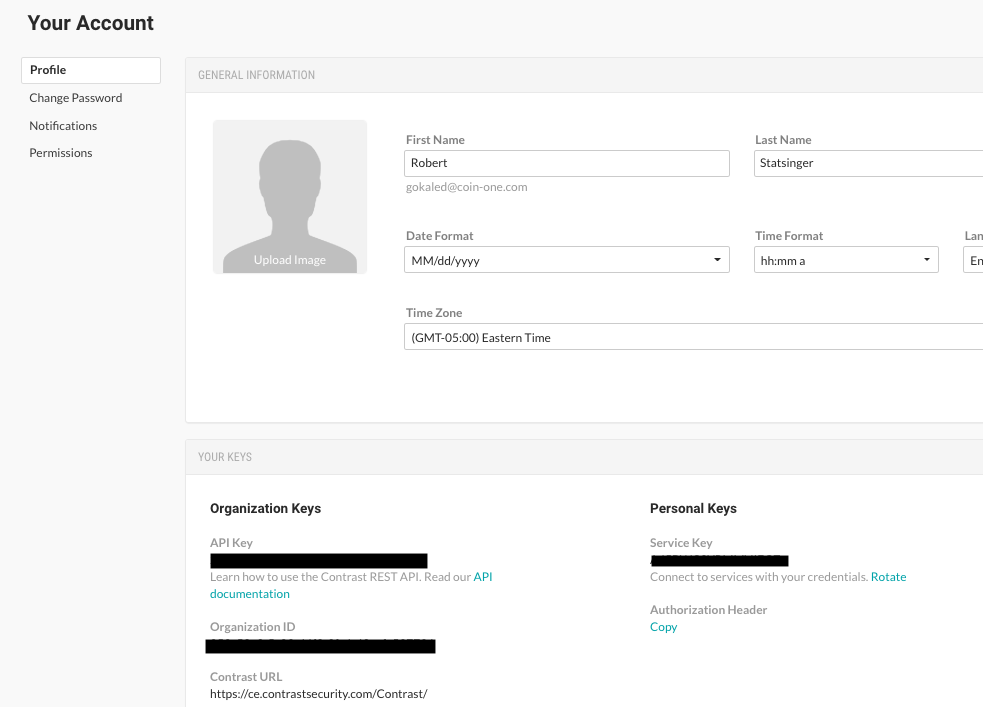 Your Account
Profile
Change Password
Notifications
Permissions
GENERAL INFORMATION
Upload Image
First Name
Robert
gokaled@coin-one.com
Last Name
Statsinger
Date Format
MM/dd/yyyy
Time Format
hh:mm a
Lan
En
Time Zone
(GMT-05:00) Eastern Time
YOUR KEYS
Organization Keys
API Key
Learn how to use the Contrast REST API. Read our API
documentation
Organization ID
Contrast URL
https://ce.contrastsecurity.com/Contrast/
Personal Keys
Service Key
Connect to services with your credentials. Rotate
Authorization Header
Copy